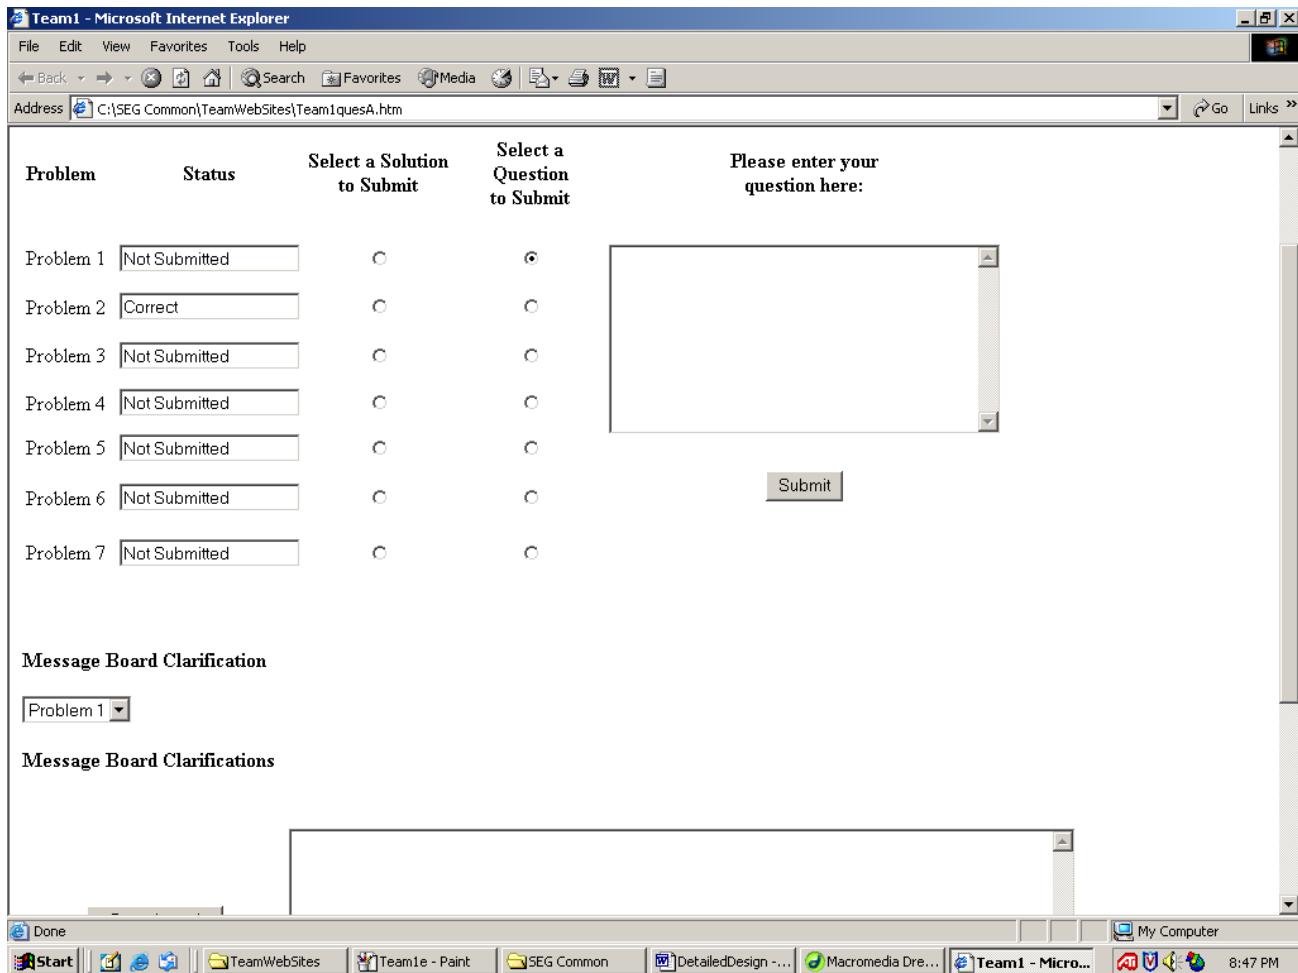 Team1 - Microsoft Internet Explorer
File Edit View Favorites Tools Help
Back Search Favorites Media
Address C:\SEG Common\TeamWebSites\Team1quesA.htm Go Links »
Problem Status Select a Solution to Submit Select a Question to Submit Please enter your question here:
Problem 1 Not Submitted
Problem 2 Correct
Problem 3 Not Submitted
Problem 4 Not Submitted
Problem 5 Not Submitted
Problem 6 Not Submitted
Submit
Problem 7 Not Submitted
Message Board Clarification
Problem 1
Message Board Clarifications
Done My Computer
Start TeamWebSites Team1e - Paint SEG Common DetailedDesign -... Macromedia Dre... Team1 - Micro... 8:47 PM